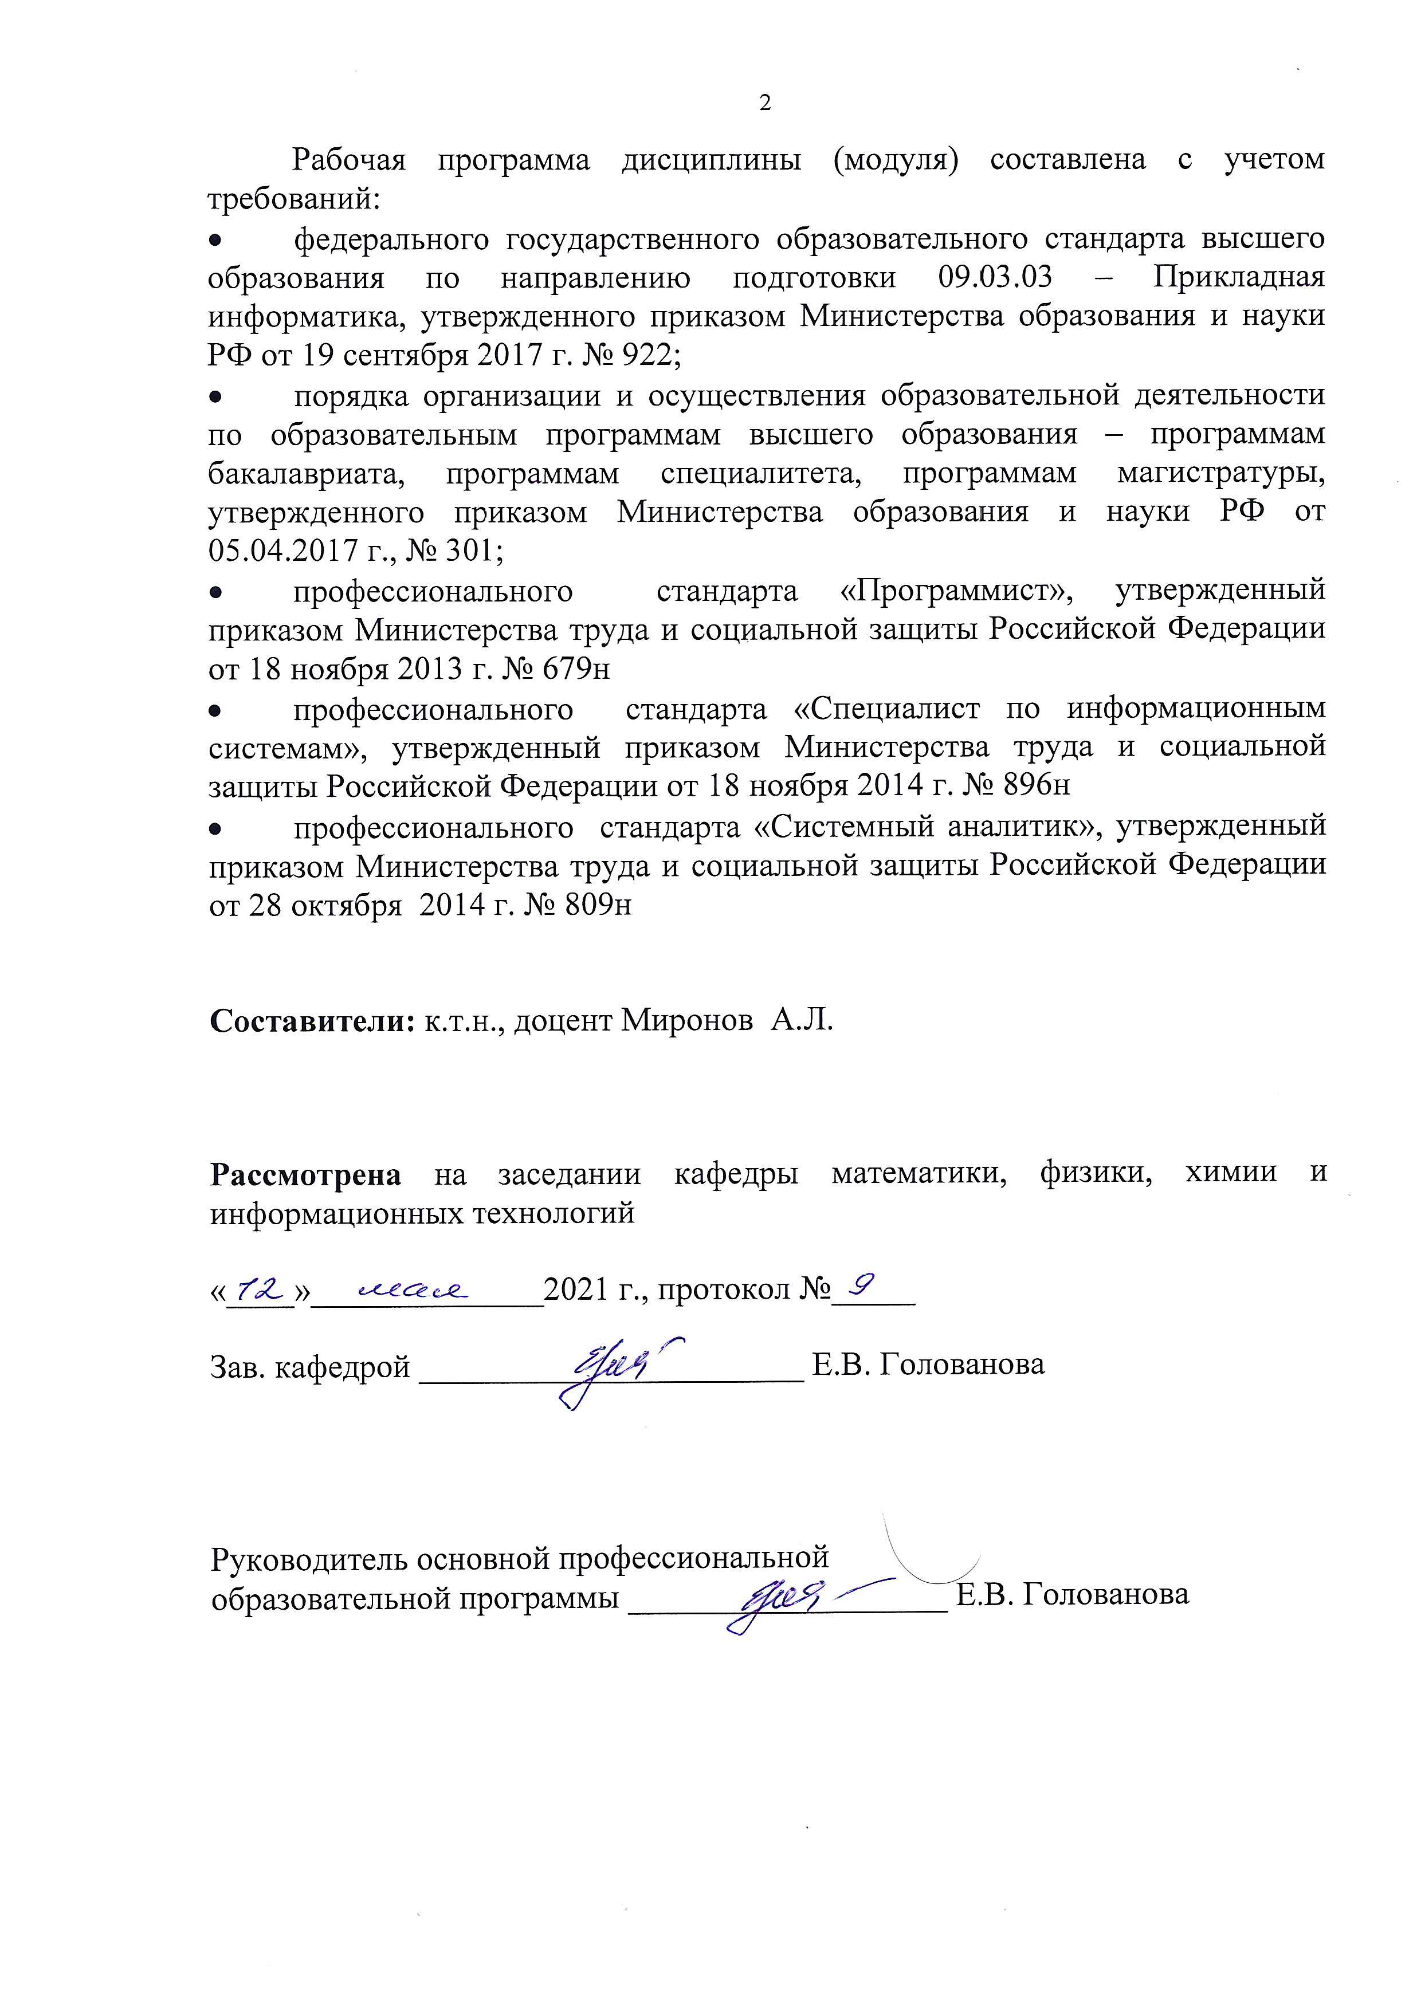 2
Рабочая программа дисциплины (модуля) составлена с учетом
требований:
• федерального государственного образовательного стандарта высшего
образования по направлению подготовки 09.03.03 – Прикладная
информатика, утвержденного приказом Министерства образования и науки
РФ от 19 сентября 2017 г. № 922;
• порядка организации и осуществления образовательной деятельности
по образовательным программам высшего образования – программам
бакалавриата, программам специалитета, программам магистратуры,
утвержденного приказом Министерства образования и науки РФ от
05.04.2017 г., № 301;
• профессионального стандарта «Программист», утвержденный
приказом Министерства труда и социальной защиты Российской Федерации
от 18 ноября 2013 г. № 679н
• профессионального стандарта «Специалист по информационным
системам», утвержденный приказом Министерства труда и социальной
защиты Российской Федерации от 18 ноября 2014 г. № 896н
• профессионального стандарта «Системный аналитик», утвержденный
приказом Министерства труда и социальной защиты Российской Федерации
от 28 октября 2014 г. № 809н
Составители: к.т.н., доцент Миронов А.Л.
Рассмотрена на заседании кафедры математики, физики, химии и
информационных технологий
«12» мая 2021 г., протокол № 9
Зав. кафедрой Е.В. Голованова
Руководитель основной профессиональной
образовательной программы Е.В. Голованова